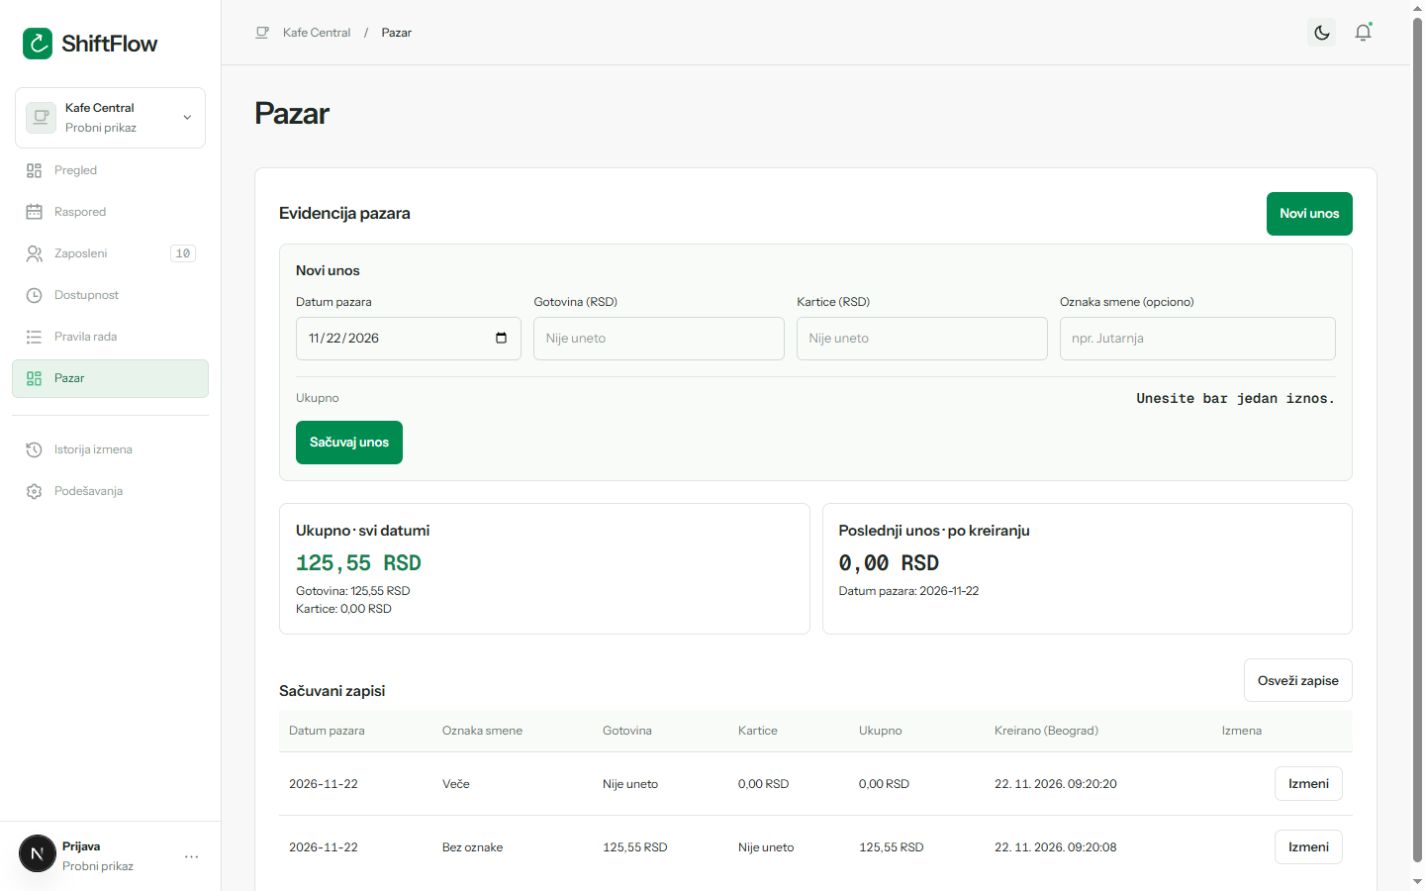 ShiftFlow
Kafe Central / Pazar
Kafe Central
Probni prikaz
Pregled
Raspored
Zaposleni 10
Dostupnost
Pravila rada
Pazar
Istorija izmena
Podešavanja
N Prijava
Probni prikaz
...
Pazar
Evidencija pazara
Novi unos
Novi unos
Datum pazara Gotovina (RSD) Kartice (RSD) Oznaka smene (opciono)
11/22/2026 Nije uneto Nije uneto npr. Jutarnja
Ukupno Unesite bar jedan iznos.
Sačuvaj unos
Ukupno · svi datumi
125,55 RSD
Gotovina: 125,55 RSD
Kartice: 0,00 RSD
Poslednji unos · po kreiranju
0,00 RSD
Datum pazara: 2026-11-22
Sačuvani zapisi
Osveži zapise
Datum pazara Oznaka smene Gotovina Kartice Ukupno Kreirano (Beograd) Izmena
2026-11-22 Veče Nije uneto 0,00 RSD 0,00 RSD 22. 11. 2026. 09:20:20 Izmeni
2026-11-22 Bez oznake 125,55 RSD Nije uneto 125,55 RSD 22. 11. 2026. 09:20:08 Izmeni